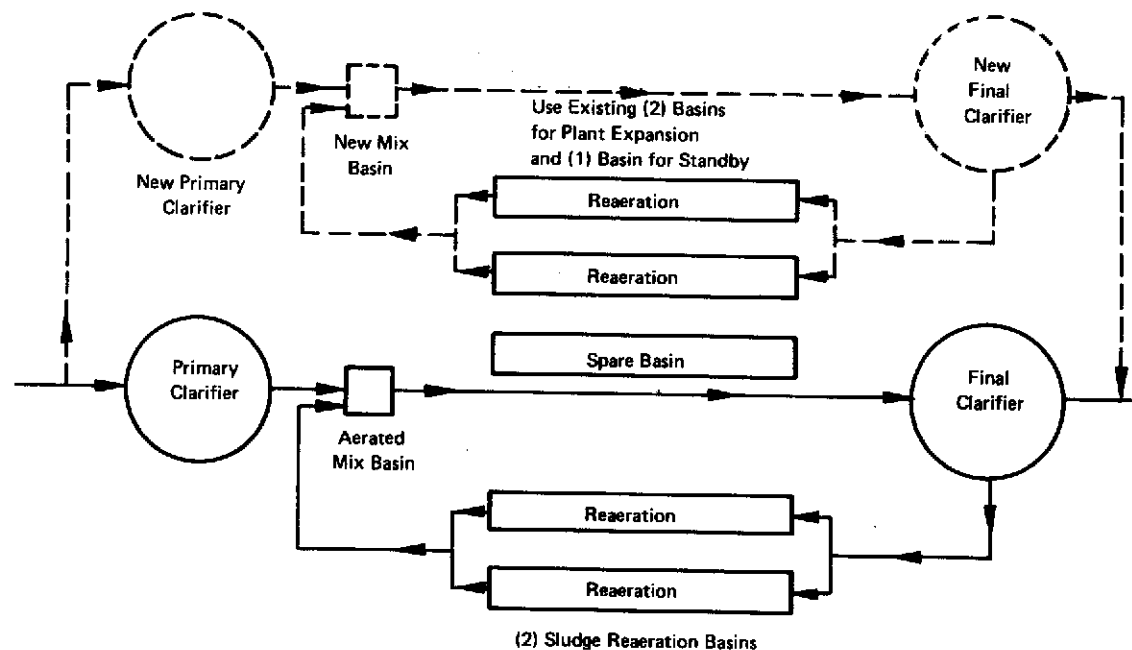 New
Final
Clarifier
Use Existing (2) Basins
for Plant Expansion
and (1) Basin for Standby
New Mix
Basin
New Primary
Clarifier
Reaeration
Reaeration
Spare Basin
Primary
Clarifier
Final
Clarifier
Aerated
Mix Basin
Reaeration
Reaeration
(2) Sludge Reaeration Basins